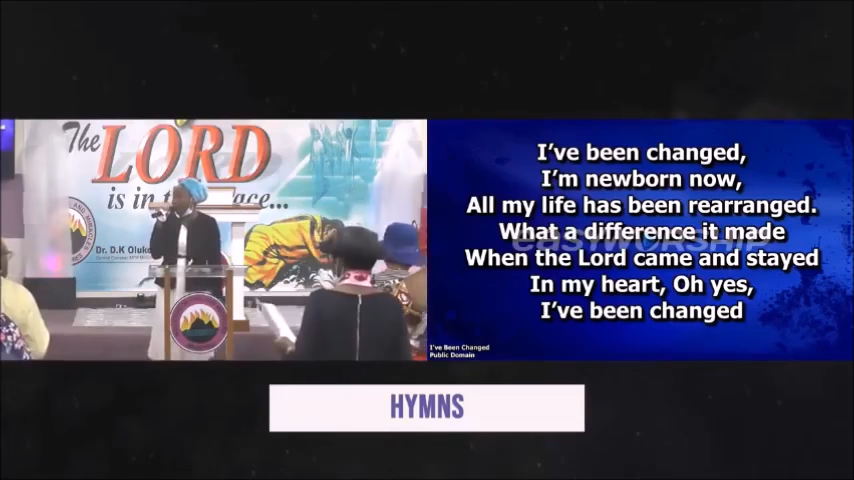 The
LORD
is in
ace...
Dr. D.K Oluko
I've been changed,
I'm newborn now,
All my life has been rearranged.
What a difference it made
When the Lord came and stayed
In my heart, Oh yes,
I've been changed
easyworship
I've Been Changed
Public Domain
HYMNS